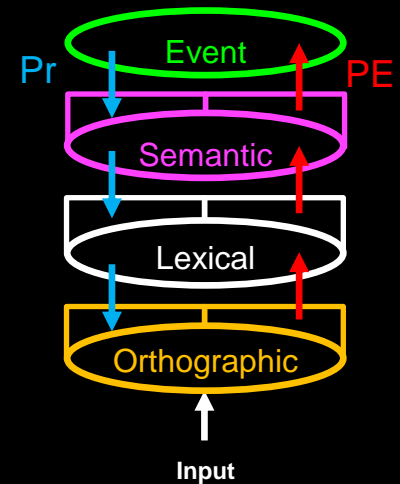 Event
Pr
PE
Semantic
Lexical
Orthographic
Input